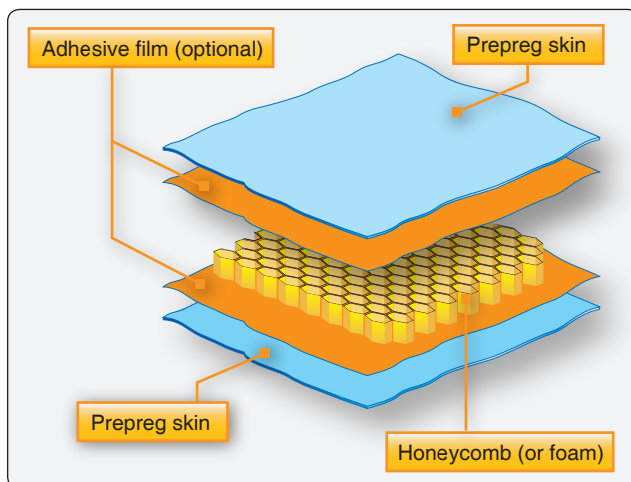 Adhesive film (optional)
Prepreg skin
Prepreg skin
Honeycomb (or foam)